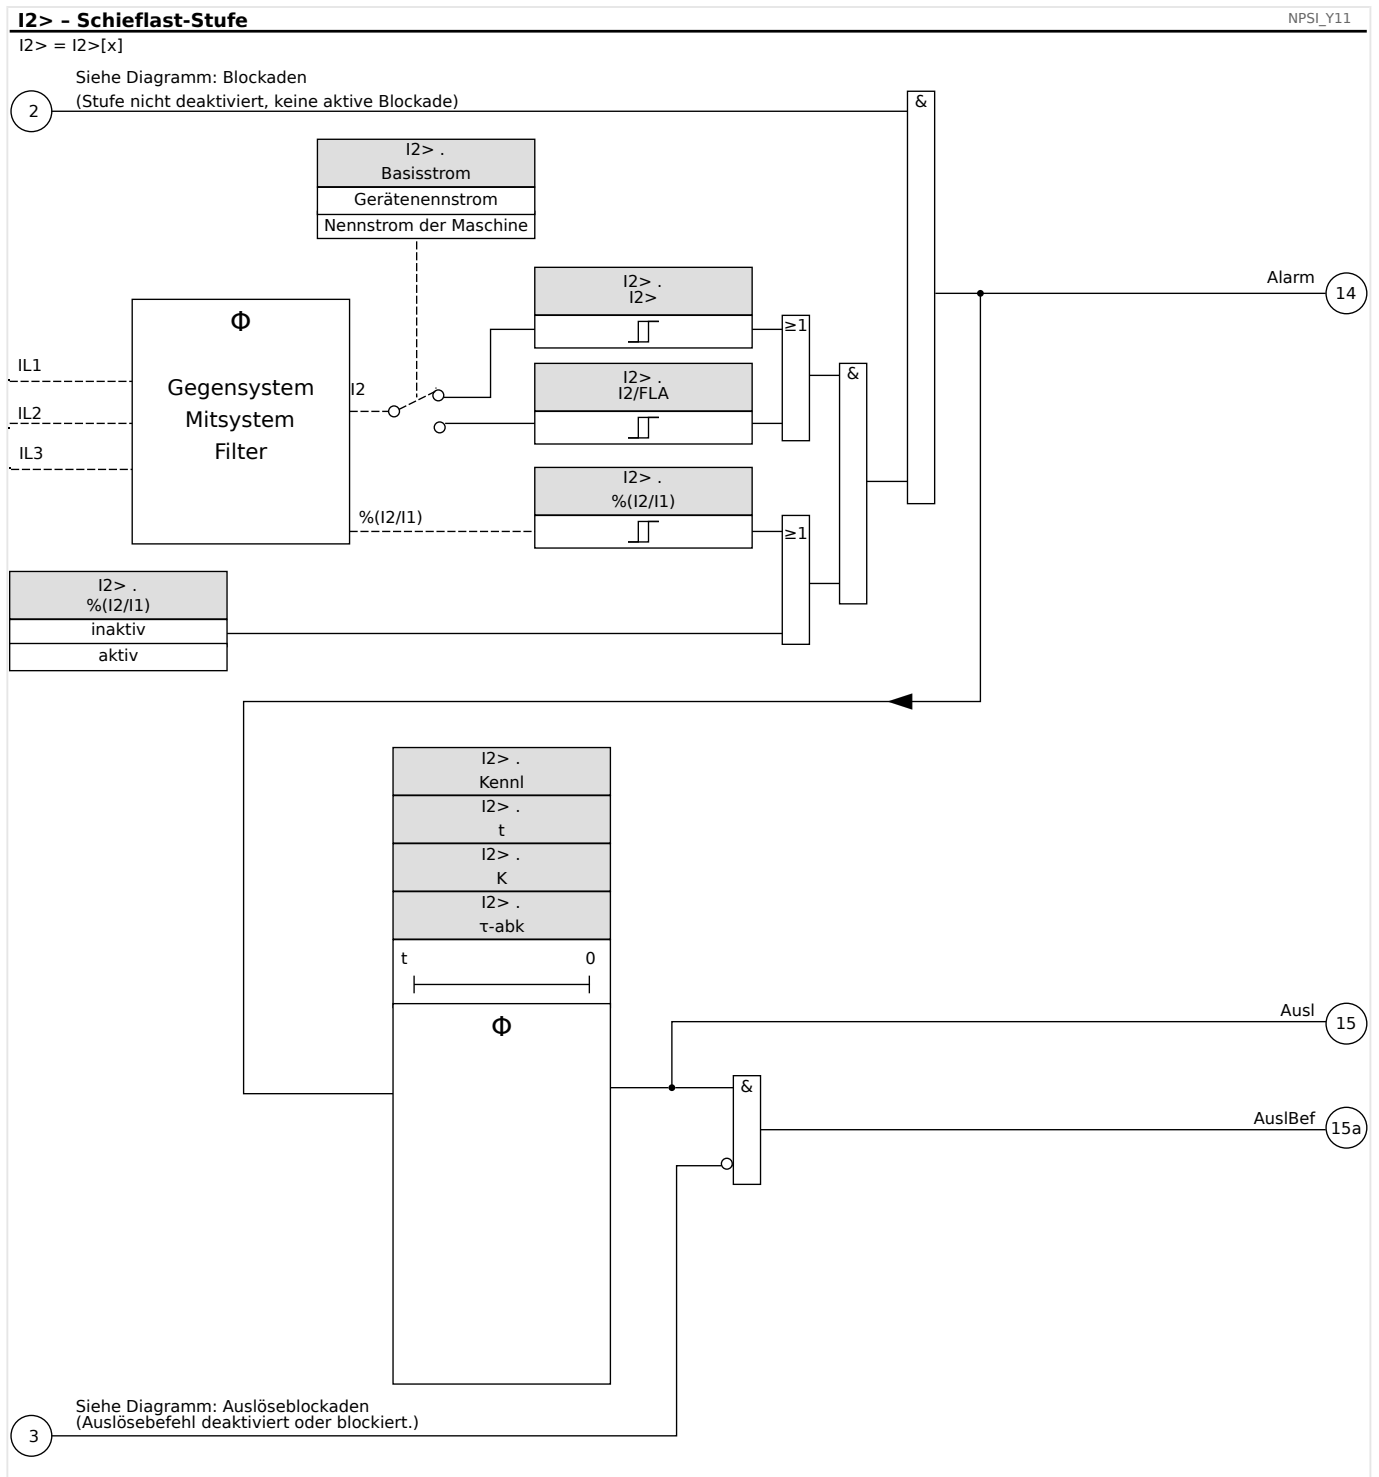 I2> – Schieflast-Stufe
NPSI_Y11
I2> = I2>[x]
Siehe Diagramm: Blockaden
(Stufe nicht deaktiviert, keine aktive Blockade)
2
&
I2> .
Basisstrom
Gerätenennstrom
Nennstrom der Maschine
I2> .
I2>
Alarm
14
Φ
≥1
IL1
I2> .
I2/FLA
&
Gegensystem
I2
IL2
Mitsystem
IL3
Filter
I2> .
%(I2/I1)
%(I2/I1)
≥1
I2> .
%(I2/I1)
inaktiv
aktiv
I2> .
Kennl
I2> .
t
I2> .
K
I2> .
τ-abk
t 0
Φ
Ausl
15
&
AuslBef
15a
Siehe Diagramm: Auslöseblockaden
(Auslösebefehl deaktiviert oder blockiert.)
3